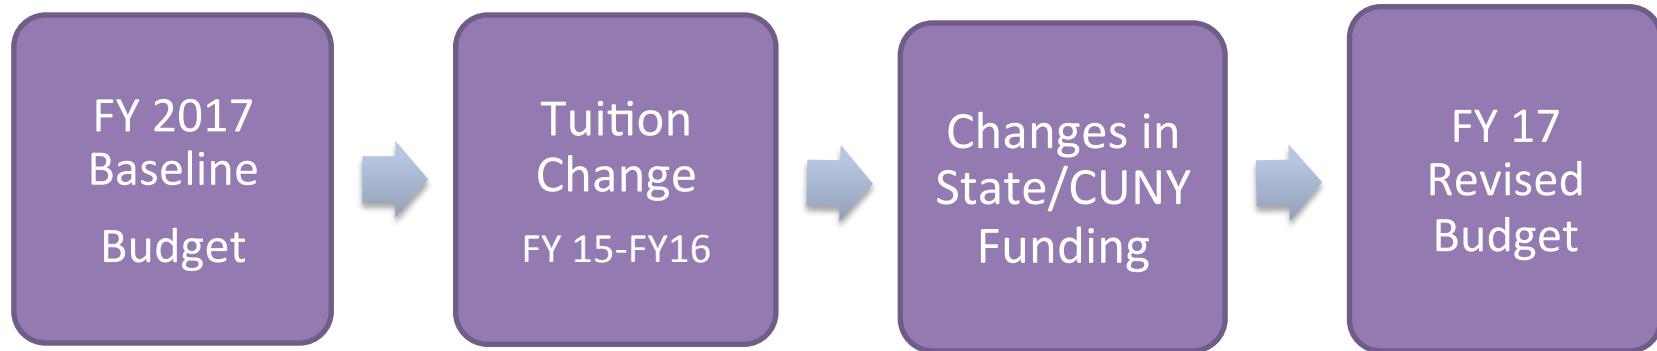 FY 2017
Baseline
Budget
Tuition
Change
FY 15-FY16
Changes in
State/CUNY
Funding
FY 17
Revised
Budget